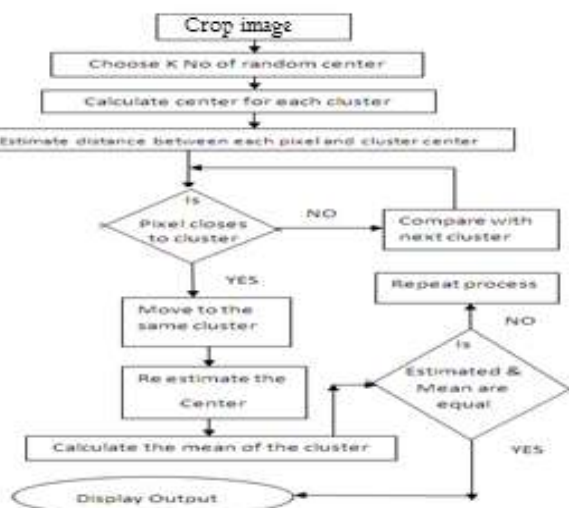 Crop image
Choose K No of random center
Calculate center for each cluster
Estimate distance between each pixel and cluster center
Is
Pixel closes
to cluster
NO
Compare with
next cluster
YES
Move to the
same cluster
Re estimate the
Center
Calculate the mean of the cluster
Repeat process
NO
Is
Estimated &
Mean are
equal
YES
Display Output